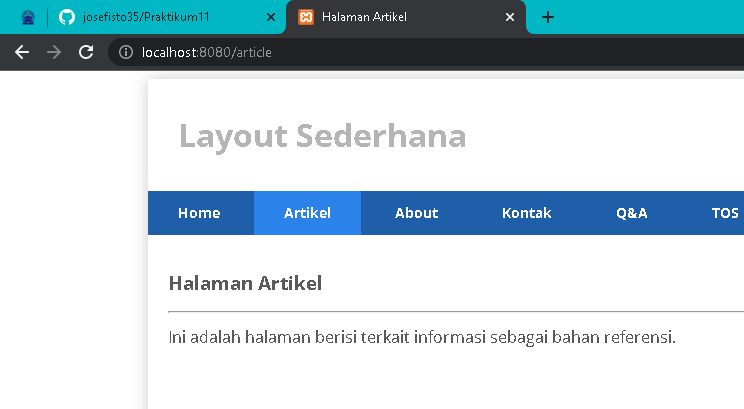 josefisto35/Praktikum11
Halaman Artikel
localhost:8080/article
Layout Sederhana
Home Artikel About Kontak Q&A TOS
Halaman Artikel
Ini adalah halaman berisi terkait informasi sebagai bahan referensi.